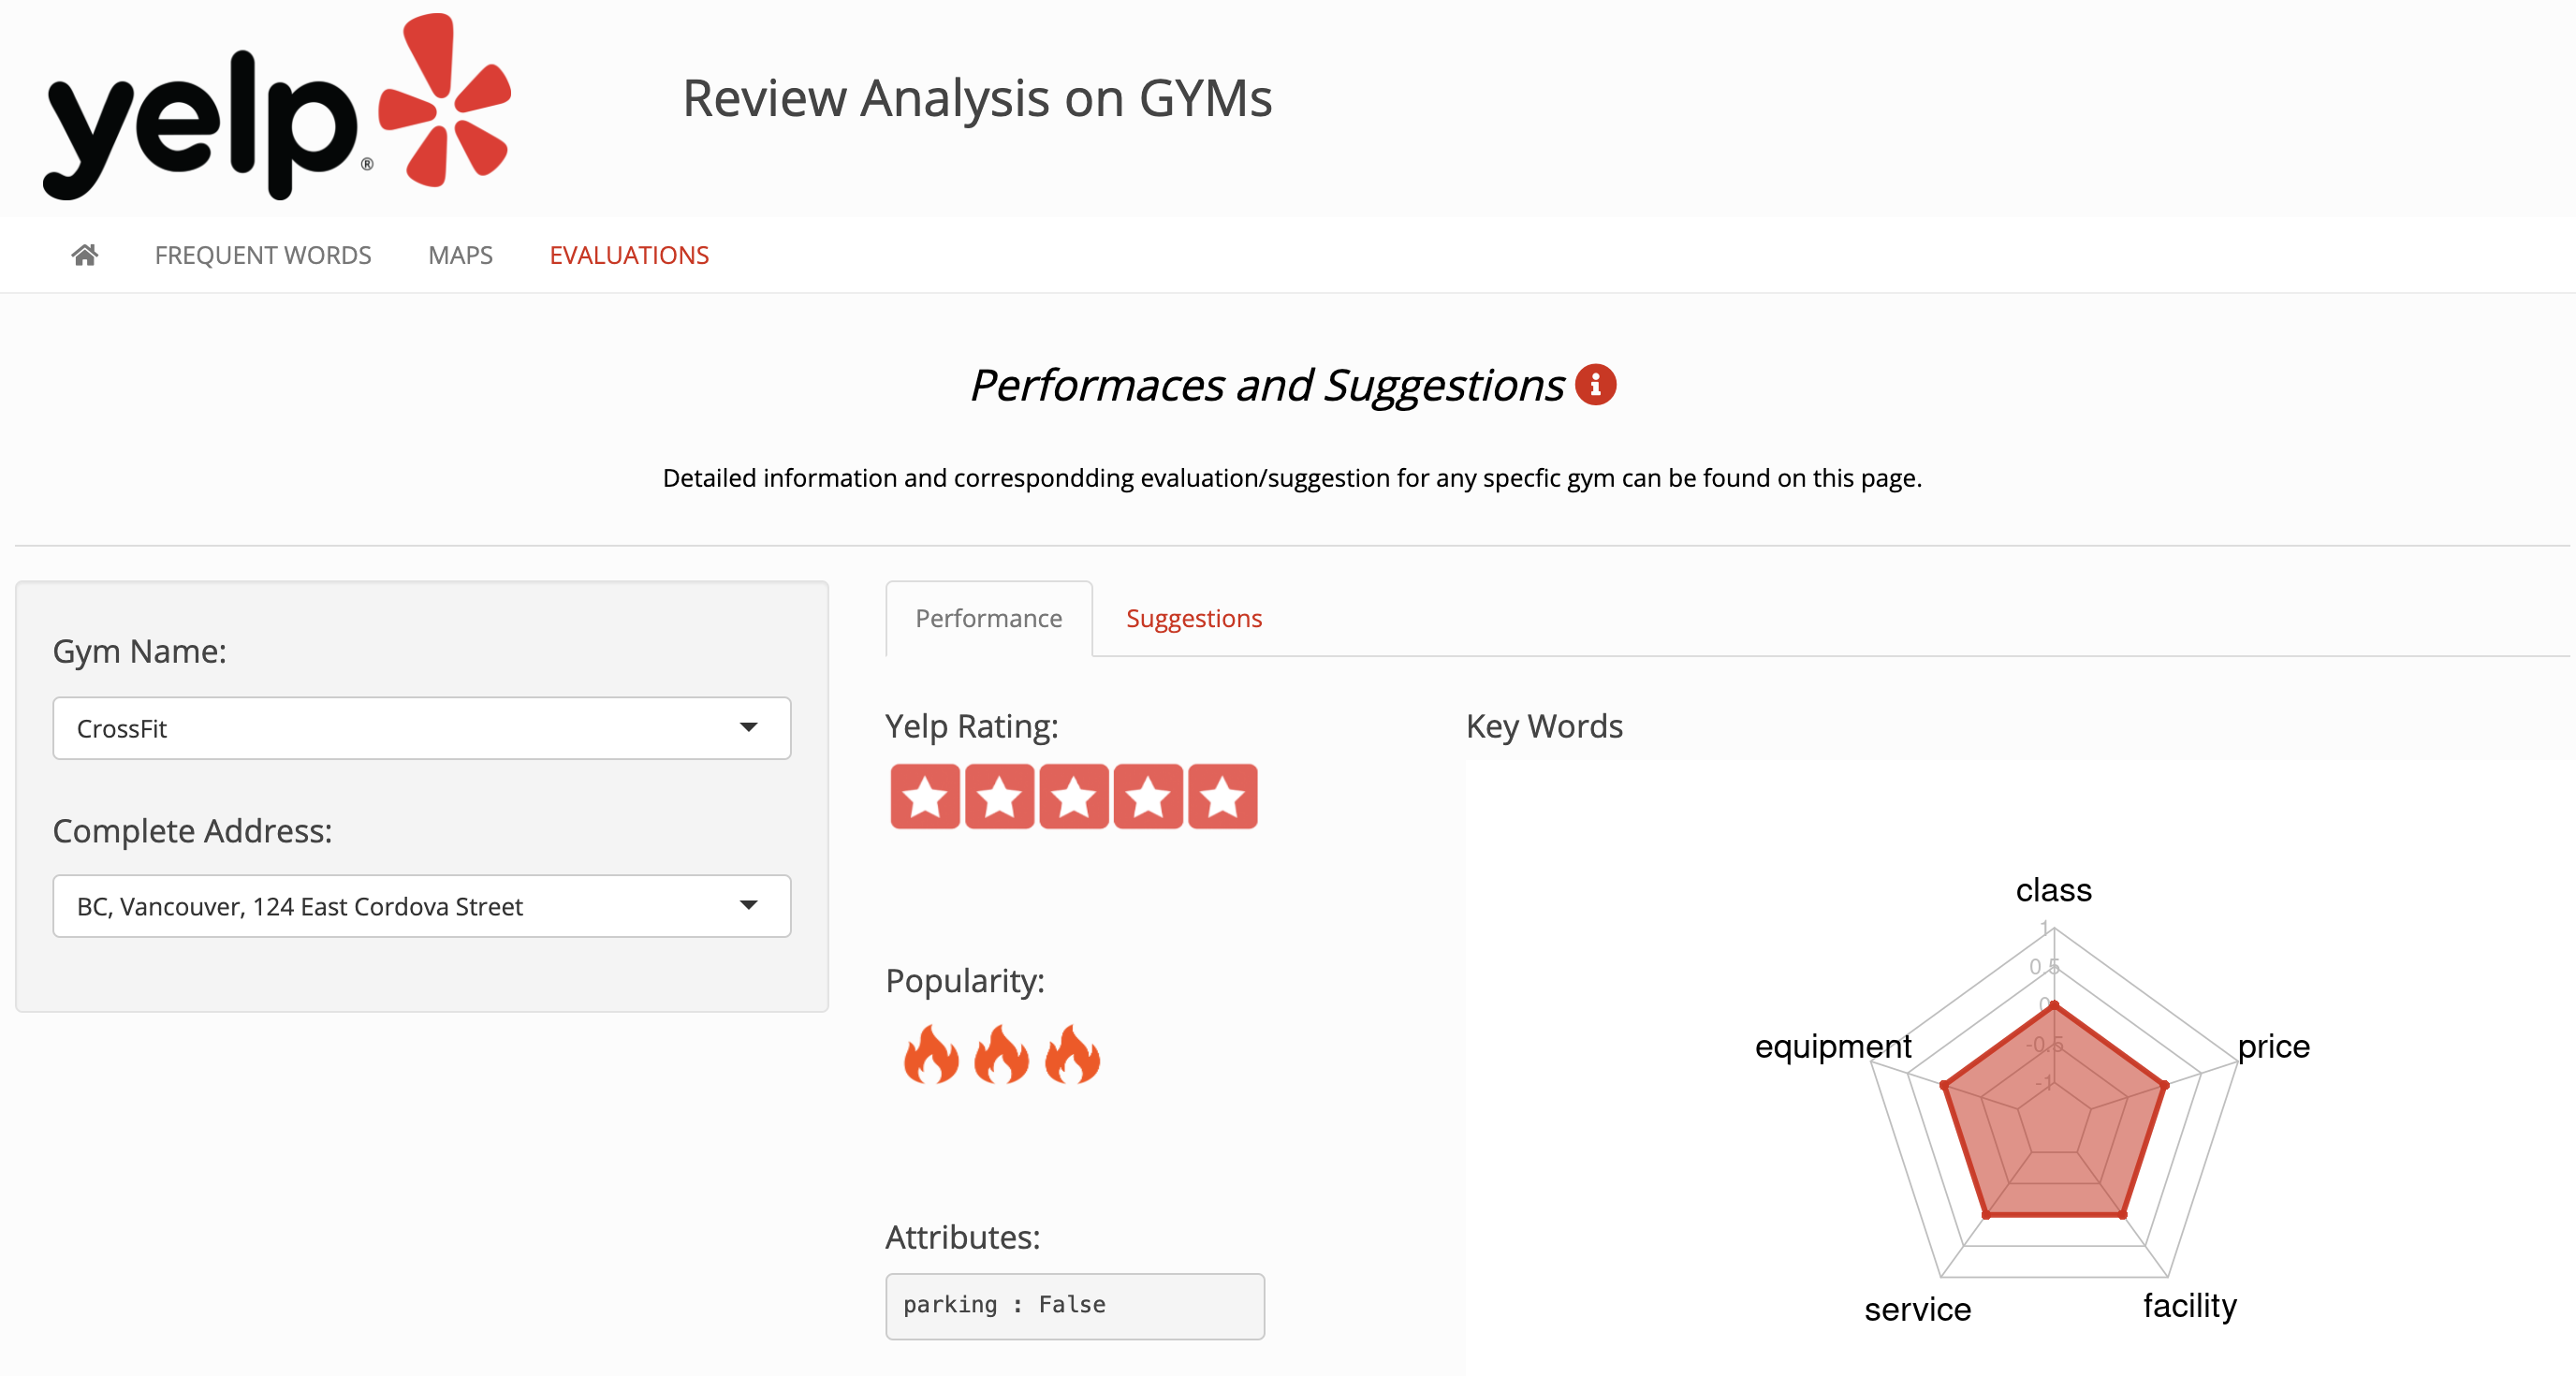 yelp®
Review Analysis on GYMs
FREQUENT WORDS MAPS EVALUATIONS
Performaces and Suggestions
Detailed information and correspondding evaluation/suggestion for any specfic gym can be found on this page.
Gym Name:
CrossFit
Complete Address:
BC, Vancouver, 124 East Cordova Street
Performance Suggestions
Yelp Rating:
Popularity:
Attributes:
parking : False
Key Words
class
1
0.5
0
-0.5
-1
equipment
price
service
facility